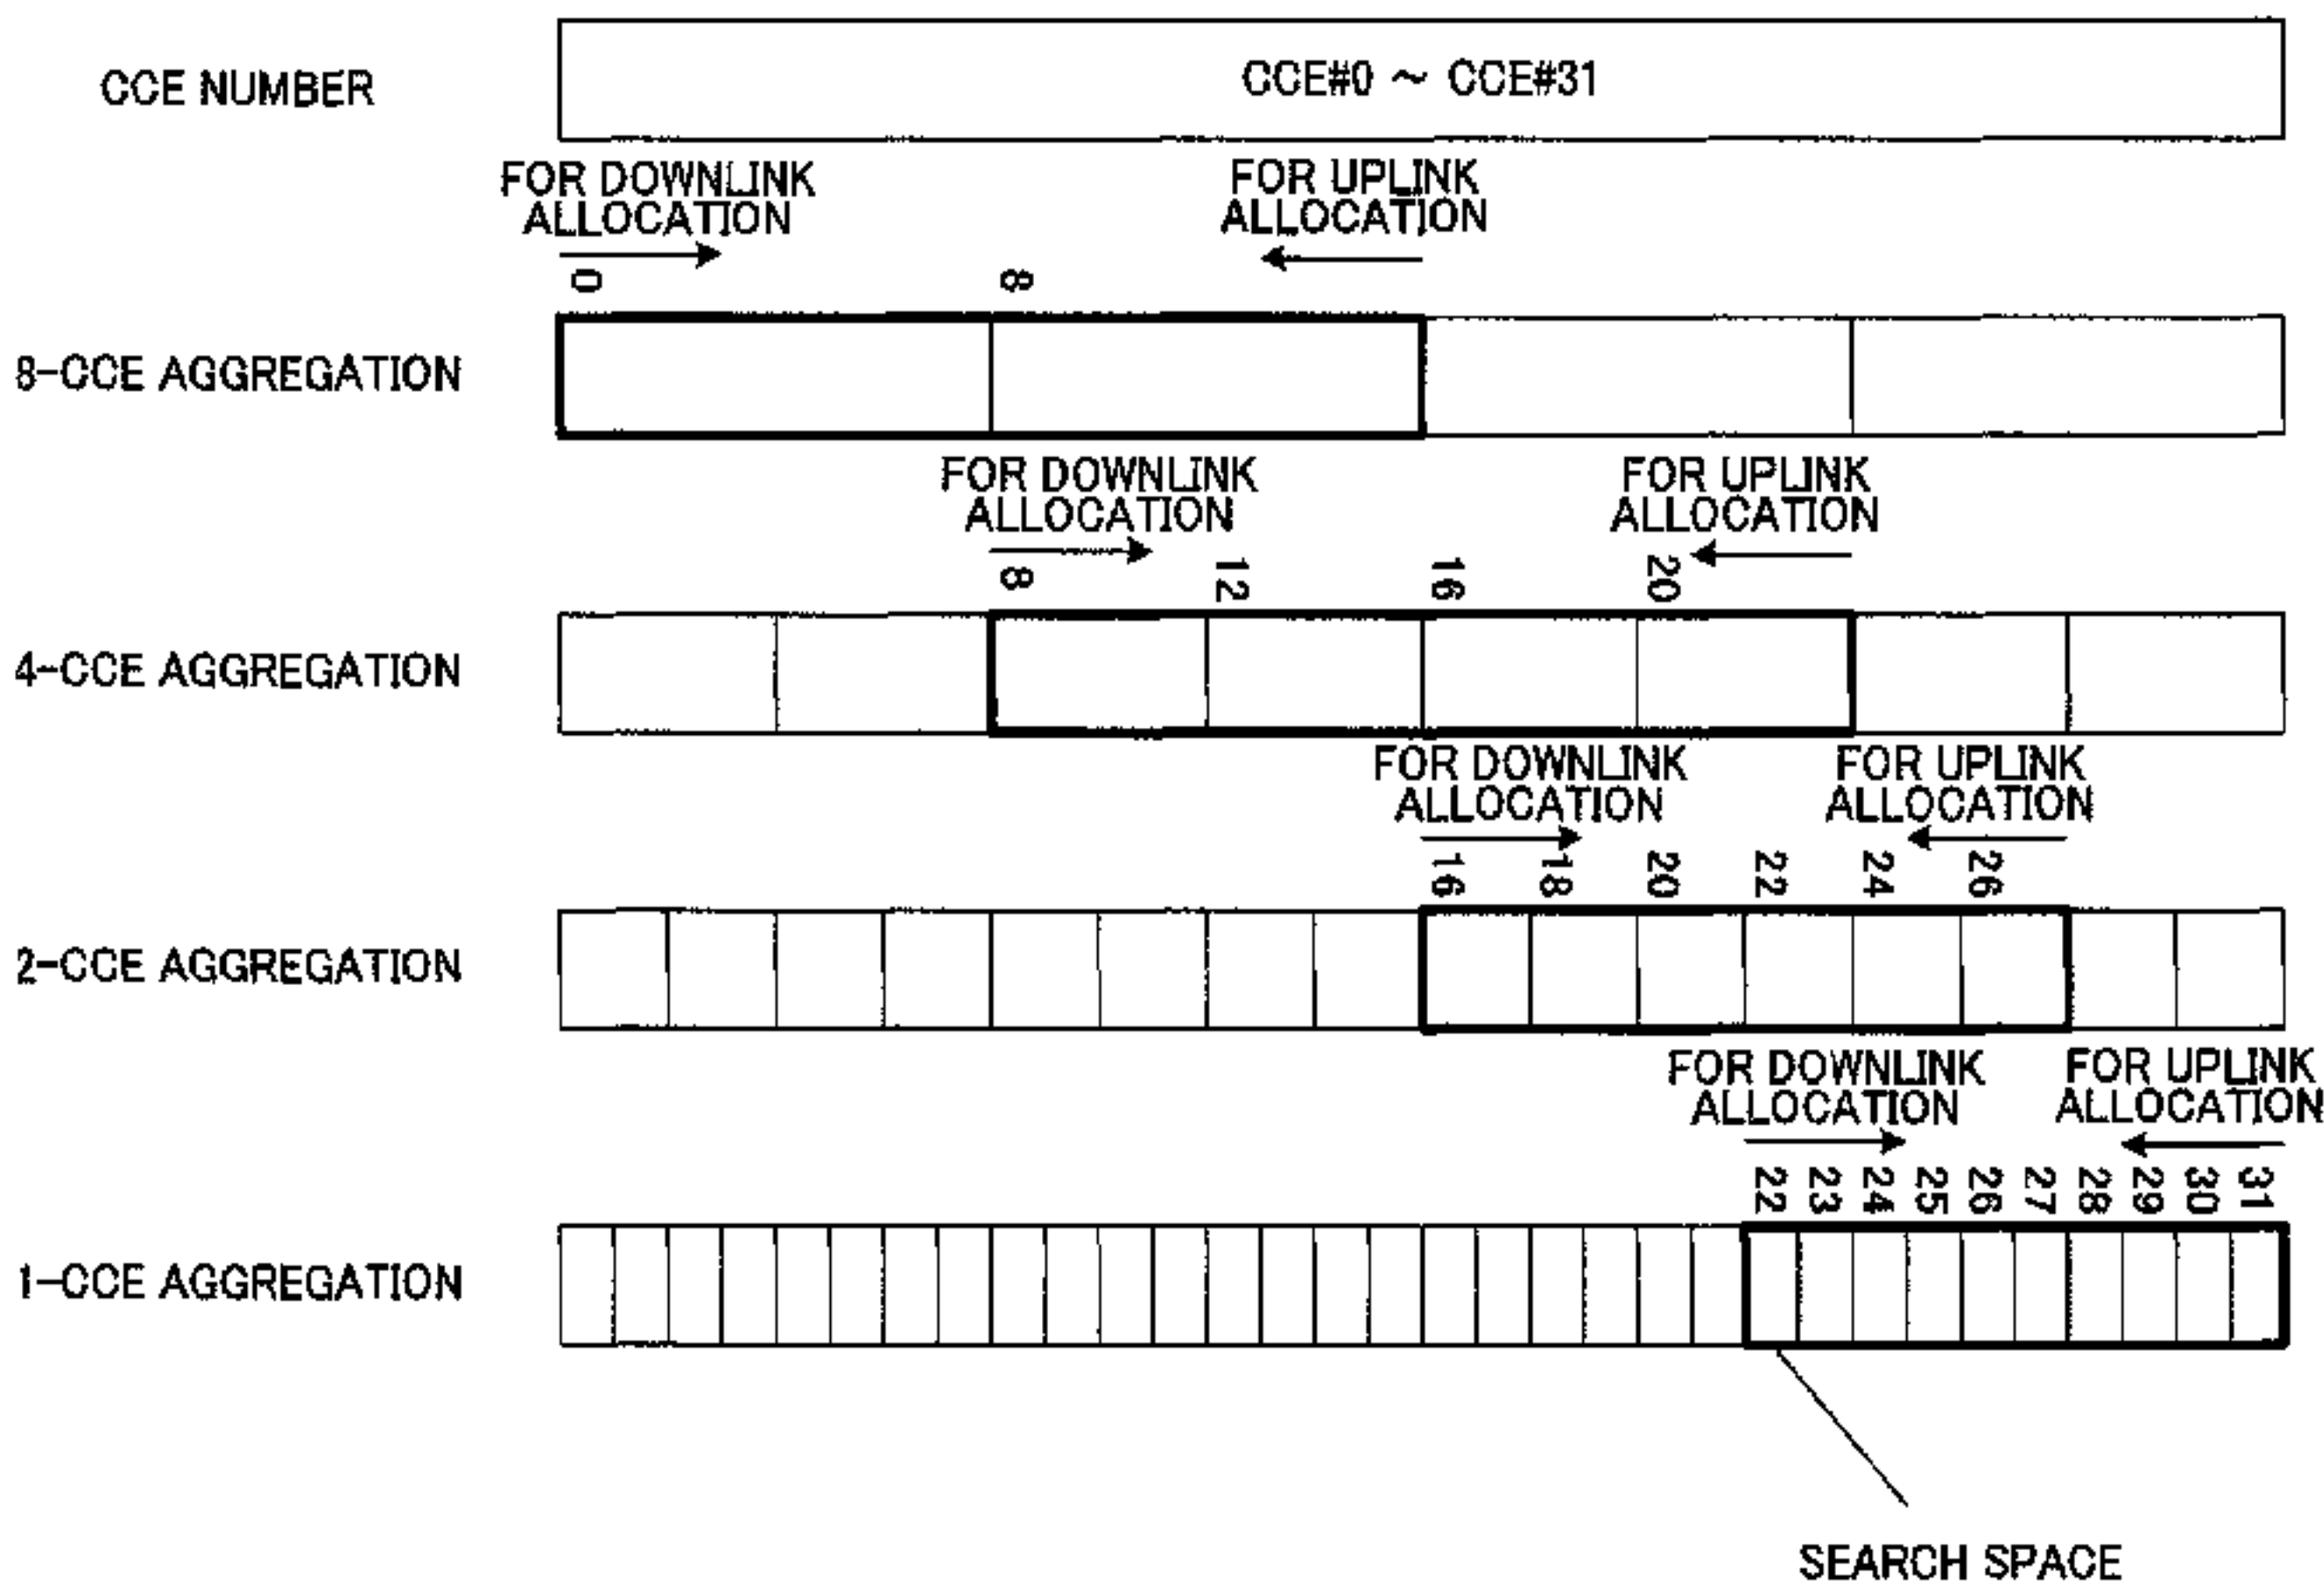 CCE NUMBER
CCE#0 ~ CCE#31
FOR DOWNLINK
ALLOCATION
FOR UPLINK
ALLOCATION
0 8
8-CCE AGGREGATION
FOR DOWNLINK
ALLOCATION
FOR UPLINK
ALLOCATION
8 12 16 20
4-CCE AGGREGATION
FOR DOWNLINK
ALLOCATION
FOR UPLINK
ALLOCATION
16 18 20 22 24 26
2-CCE AGGREGATION
FOR DOWNLINK
ALLOCATION
FOR UPLINK
ALLOCATION
22 23 24 25 26 27 28 29 30 31
1-CCE AGGREGATION
SEARCH SPACE